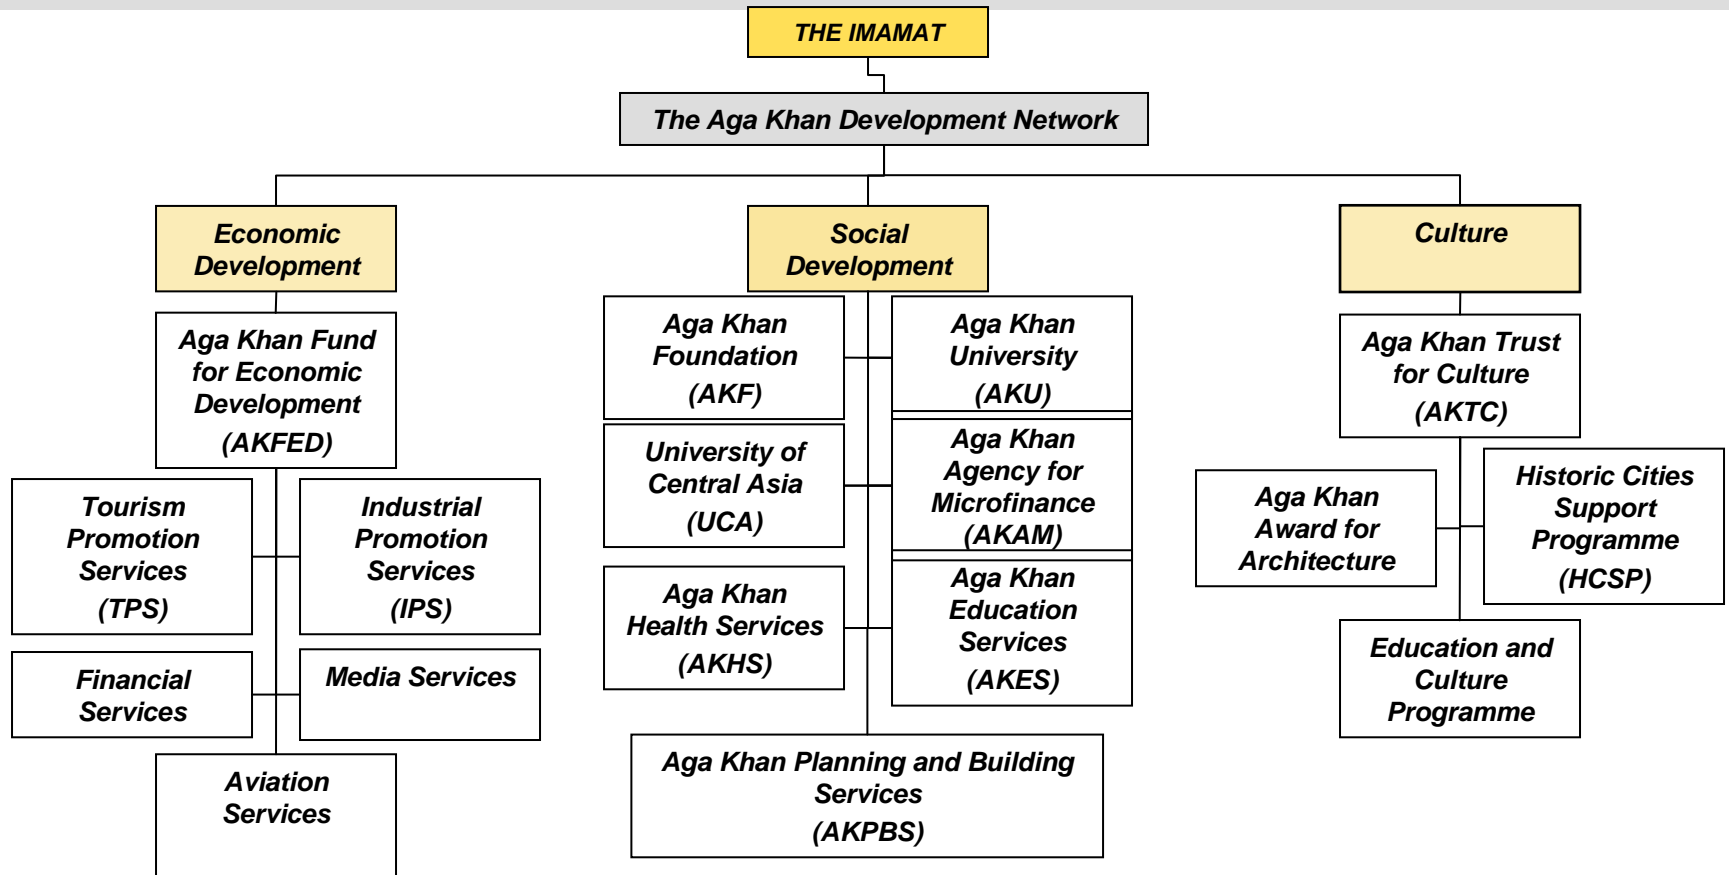 THE IMAMAT
The Aga Khan Development Network
Economic
Development
Social
Development
Culture
Aga Khan Fund
for Economic
Development
(AKFED)
Tourism
Promotion
Services
(TPS)
Industrial
Promotion
Services
(IPS)
Financial
Services
Media Services
Aviation
Services
Aga Khan
Foundation
(AKF)
Aga Khan
University
(AKU)
University of
Central Asia
(UCA)
Aga Khan
Agency for
Microfinance
(AKAM)
Aga Khan
Health Services
(AKHS)
Aga Khan
Education
Services
(AKES)
Aga Khan Planning and Building
Services
(AKPBS)
Aga Khan Trust
for Culture
(AKTC)
Aga Khan
Award for
Architecture
Historic Cities
Support
Programme
(HCSP)
Education and
Culture
Programme